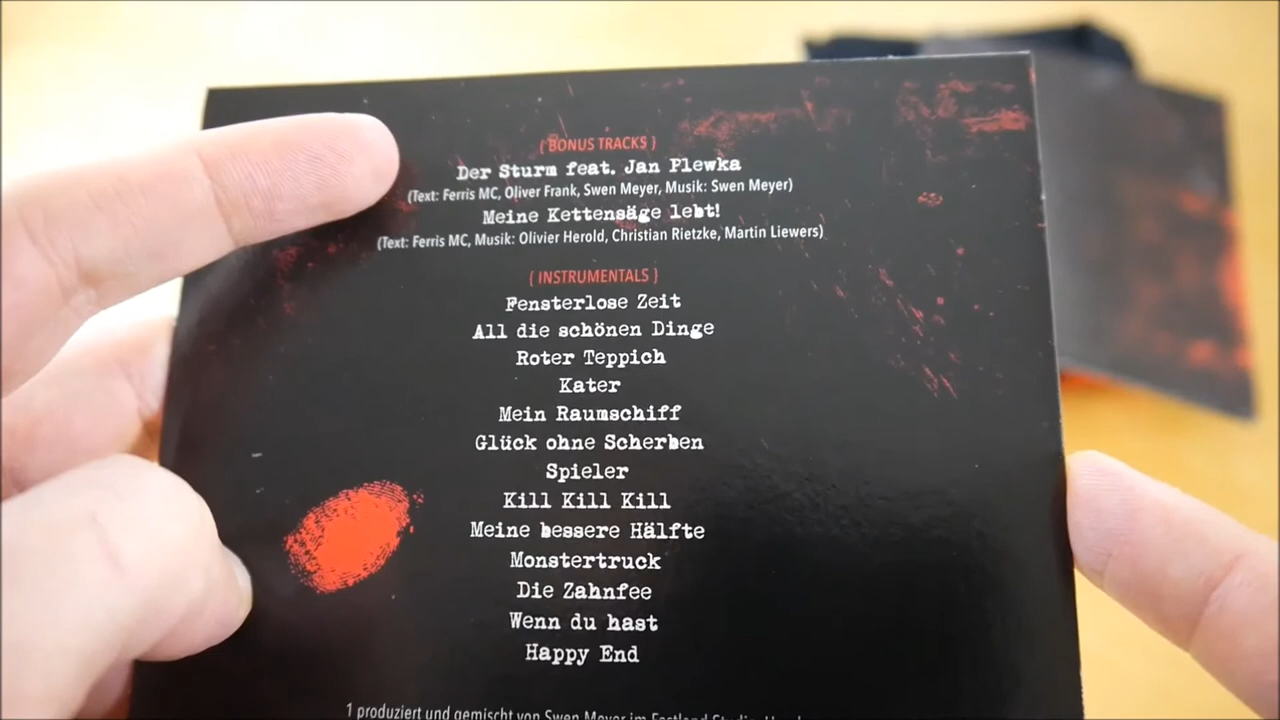 { BONUS TRACKS }
Der Sturm feat. Jan Plewka
(Text: Ferris MC, Oliver Frank, Swen Meyer, Musik: Swen Meyer)
Meine Kettensäge lebt!
(Text: Ferris MC, Musik: Olivier Herold, Christian Rietzke, Martin Liewers)
{ INSTRUMENTALS }
Fensterlose Zeit
All die schönen Dinge
Roter Teppich
Kater
Mein Raumschiff
Glück ohne Scherben
Spieler
Kill Kill Kill
Meine bessere Hälfte
Monstertruck
Die Zahnfee
Wenn du hast
Happy End
1 produziert und gemischt von Swen Meyer im